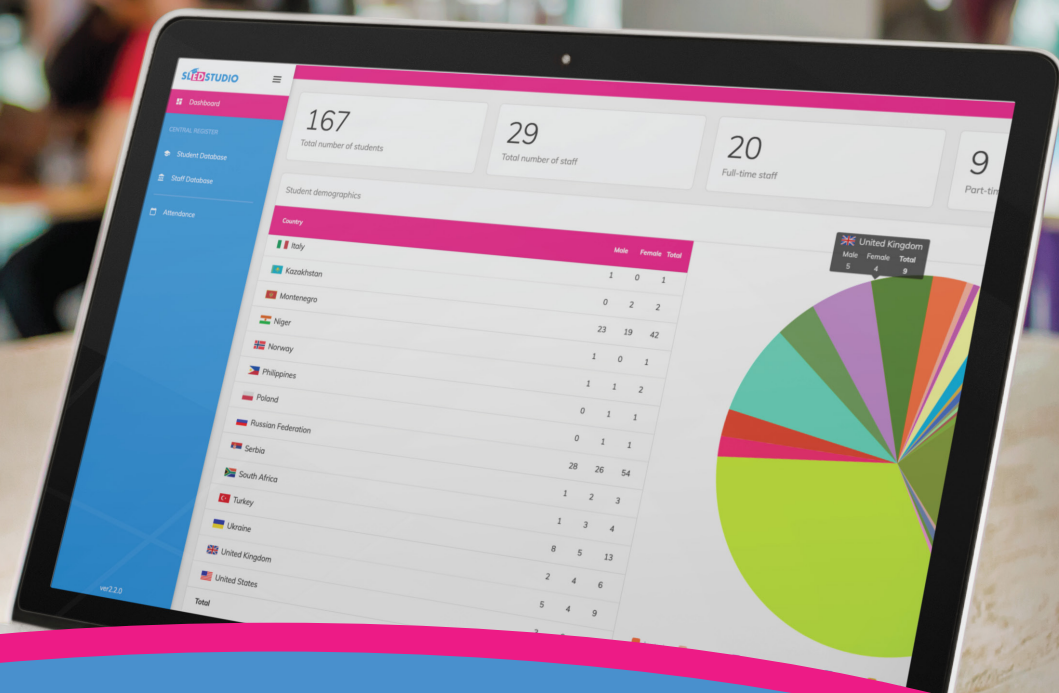 SLEDSTUDIO
Dashboard
CENTRAL REGISTER
Student Database
Staff Database
Attendance
ver2.2.0
167
Total number of students
29
Total number of staff
20
Full-time staff
9
Part-tim
Student demographics
Country Male Female Total
Italy 1 0 1
Kazakhstan 0 2 2
Montenegro 23 19 42
Niger 1 0 1
Norway 1 1 2
Philippines 0 1 1
Poland 0 1 1
Russian Federation 28 26 54
Serbia 1 2 3
South Africa 1 3 4
Turkey 8 5 13
Ukraine 2 4 6
United Kingdom 5 4 9
United States
Total
United Kingdom
Male Female Total
5 4 9